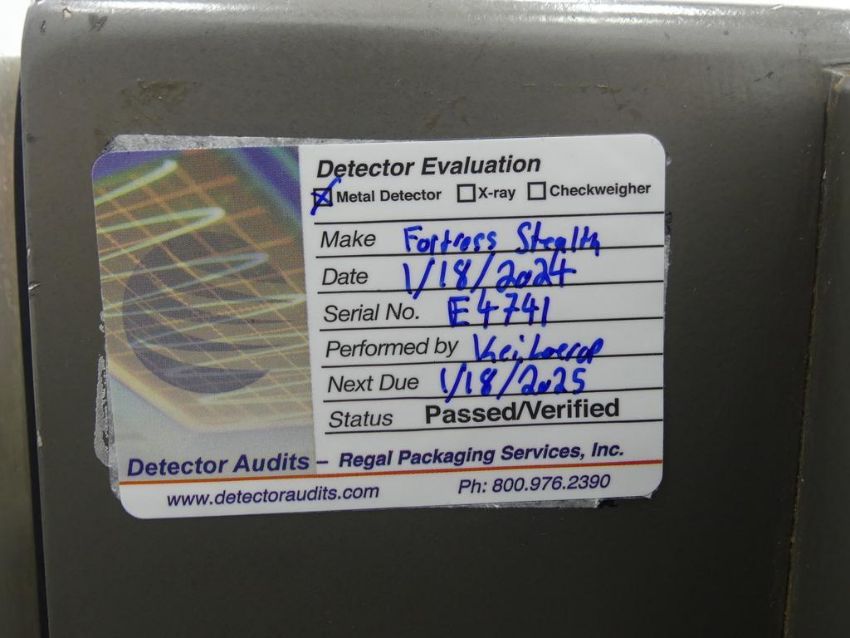 Detector Evaluation
Metal Detector X-ray Checkweigher
Make Fortress Stealth
Date 1/18/2024
Serial No. E4741
Performed by
Next Due 1/18/2025
Status Passed/Verified
Detector Audits – Regal Packaging Services, Inc.
www.detectoraudits.com Ph: 800.976.2390